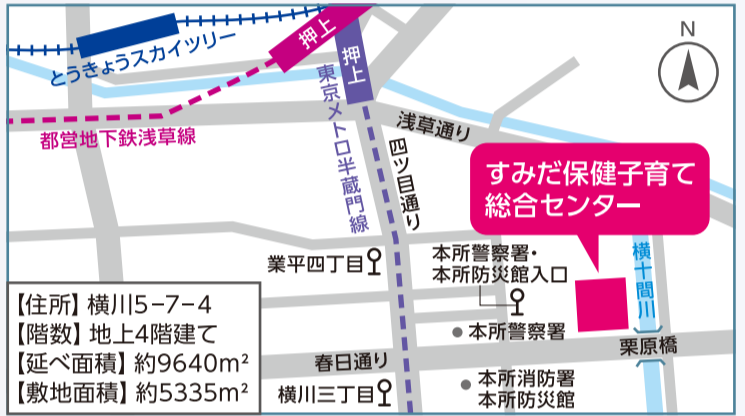 とうきょうスカイツリー
押上
押上
N
都営地下鉄浅草線
東京メトロ半蔵門線
浅草通り
四ツ目通り
すみだ保健子育て
総合センター
業平四丁目
本所警察署・
本所防災館入口
横十間川
本所警察署
栗原橋
春日通り
横川三丁目
本所消防署
本所防災館
【住所】横川5-7-4
【階数】地上4階建て
【延べ面積】約9640m²
【敷地面積】約5335m²